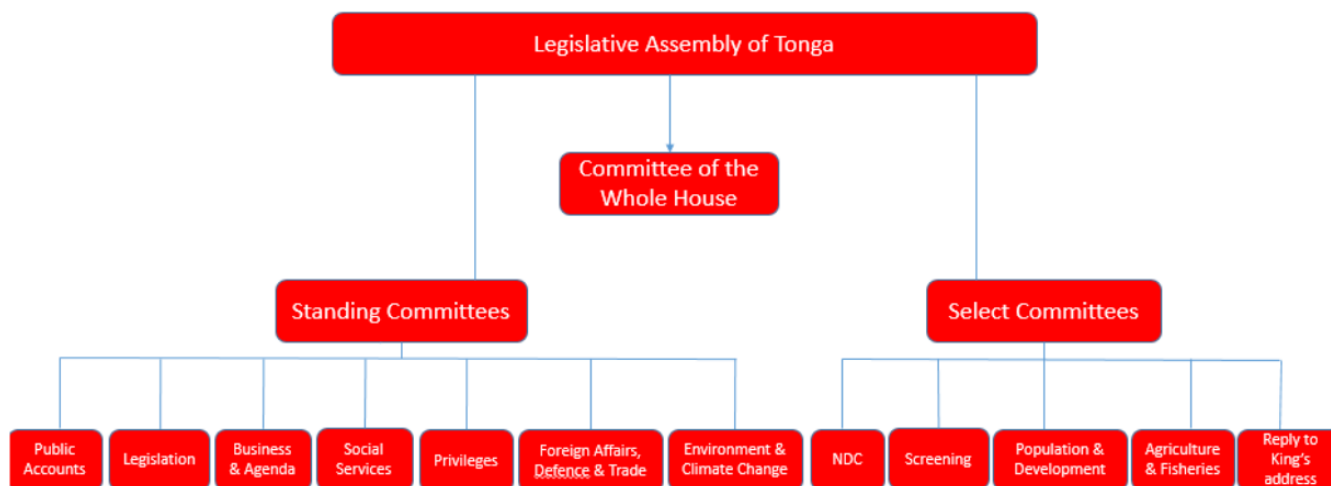 Legislative Assembly of Tonga
Committee of the
Whole House
Standing Committees
Select Committees
Public
Accounts
Legislation
Business
& Agenda
Social
Services
Privileges
Foreign Affairs,
Defence & Trade
Environment &
Climate Change
NDC
Screening
Population &
Development
Agriculture
& Fisheries
Reply to
King's
address